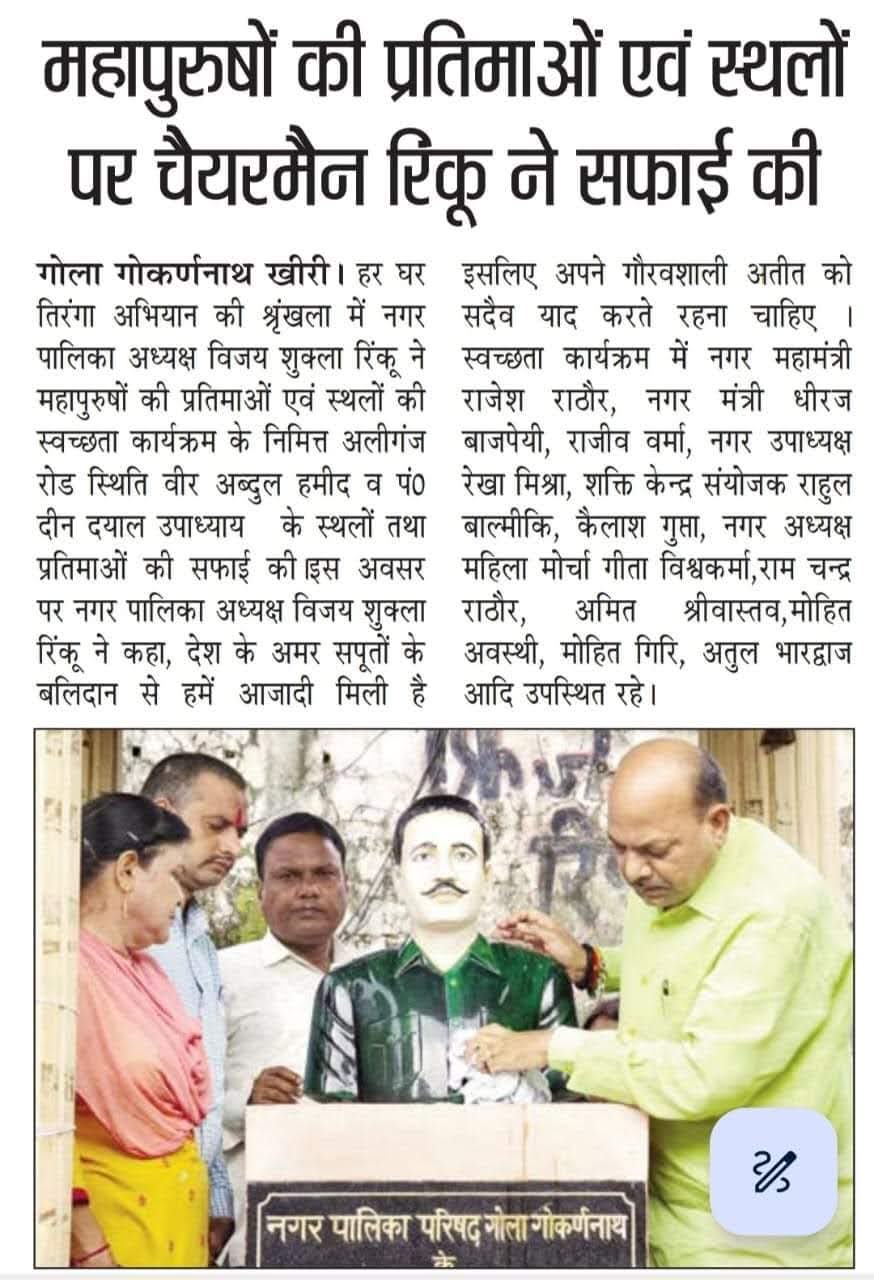 महापुरुषों की प्रतिमाओं एवं स्थलों
पर चैयरमैन रिंकू ने सफाई की
गोला गोकर्णनाथ खीरी। हर घर
तिरंगा अभियान की श्रृंखला में नगर
पालिका अध्यक्ष विजय शुक्ला रिंकू ने
महापुरुषों की प्रतिमाओं एवं स्थलों की
स्वच्छता कार्यक्रम के निमित्त अलीगंज
रोड स्थिति वीर अब्दुल हमीद व पं0
दीन दयाल उपाध्याय के स्थलों तथा
प्रतिमाओं की सफाई की।इस अवसर
पर नगर पालिका अध्यक्ष विजय शुक्ला
रिंकू ने कहा, देश के अमर सपूतों के
बलिदान से हमें आजादी मिली है
इसलिए अपने गौरवशाली अतीत को
सदैव याद करते रहना चाहिए ।
स्वच्छता कार्यक्रम में नगर महामंत्री
राजेश राठौर, नगर मंत्री धीरज
बाजपेयी, राजीव वर्मा, नगर उपाध्यक्ष
रेखा मिश्रा, शक्ति केन्द्र संयोजक राहुल
बाल्मीकि, कैलाश गुप्ता, नगर अध्यक्ष
महिला मोर्चा गीता विश्वकर्मा,राम चन्द्र
राठौर, अमित श्रीवास्तव,मोहित
अवस्थी, मोहित गिरि, अतुल भारद्वाज
आदि उपस्थित रहे।
नगर पालिका परिषद गोला गोकर्णनाथ
के